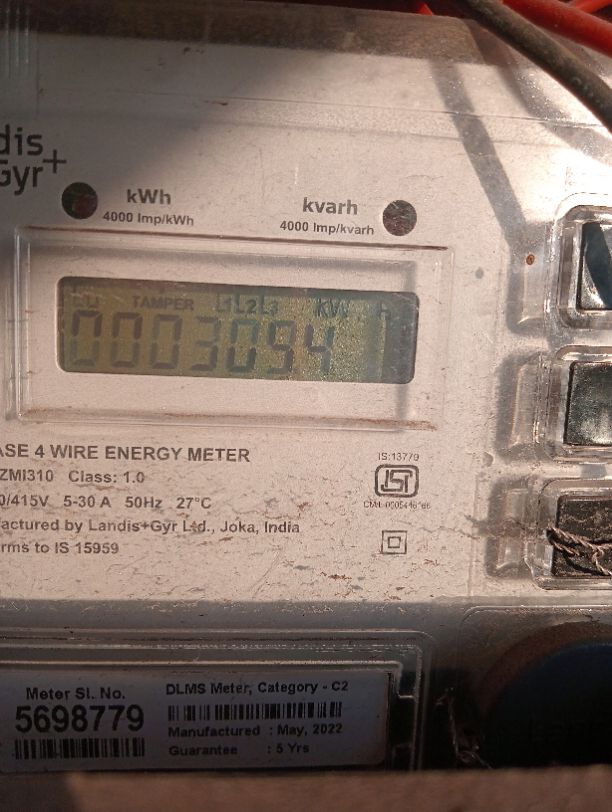 dis
Gyr+
kWh
4000 Imp/kWh
kvarh
4000 Imp/kvarh
TAMPER L1L2L3 kW h
0003094
ASE 4 WIRE ENERGY METER
ZMI310 Class: 1.0
0/415V 5-30 A 50Hz 27°C
factured by Landis+Gyr Ltd., Joka, India
rms to IS 15959
IS:13779
Meter Sl. No.
5698779
DLMS Meter, Category - C2
Manufactured : May, 2022
Guarantee : 5 Yrs